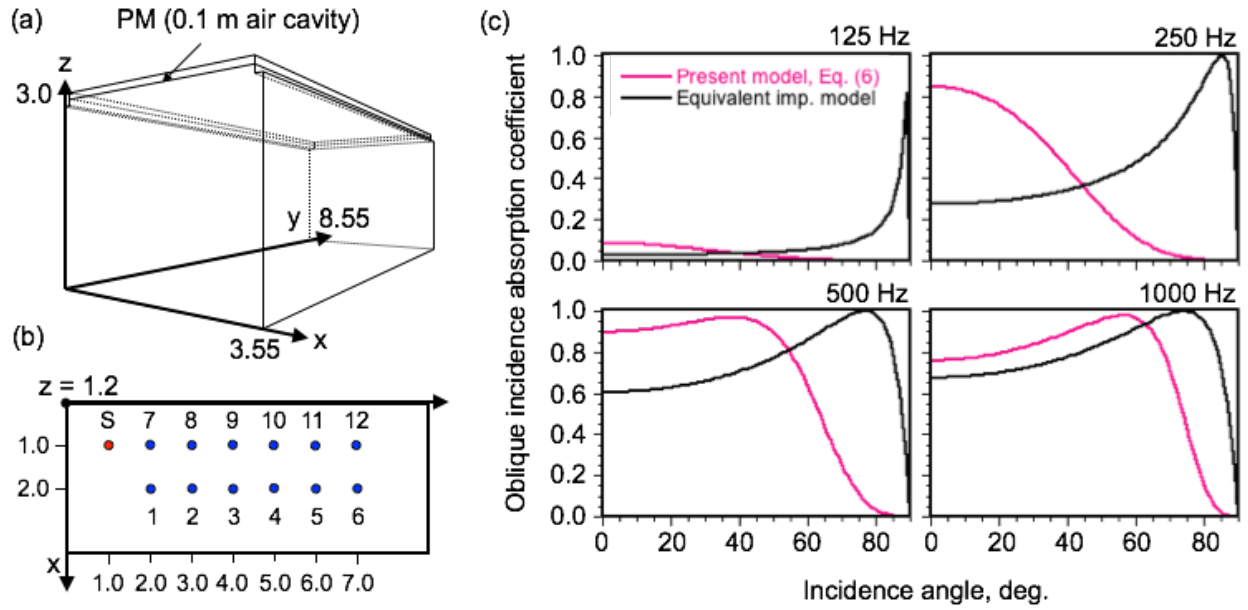 (a)
PM (0.1 m air cavity)
z
3.0
y
8.55
3.55
x
(b)
z = 1.2
S 7 8 9 10 11 12
1.0
2.0
1 2 3 4 5 6
x
1.0 2.0 3.0 4.0 5.0 6.0 7.0
(c)
125 Hz
250 Hz
Present model, Eq. (6)
Equivalent imp. model
1.0
0.8
0.6
0.4
0.2
0.0
500 Hz
1000 Hz
1.0
0.8
0.6
0.4
0.2
0.0
0 20 40 60 80
0 20 40 60 80
Oblique incidence absorption coefficient
Incidence angle, deg.